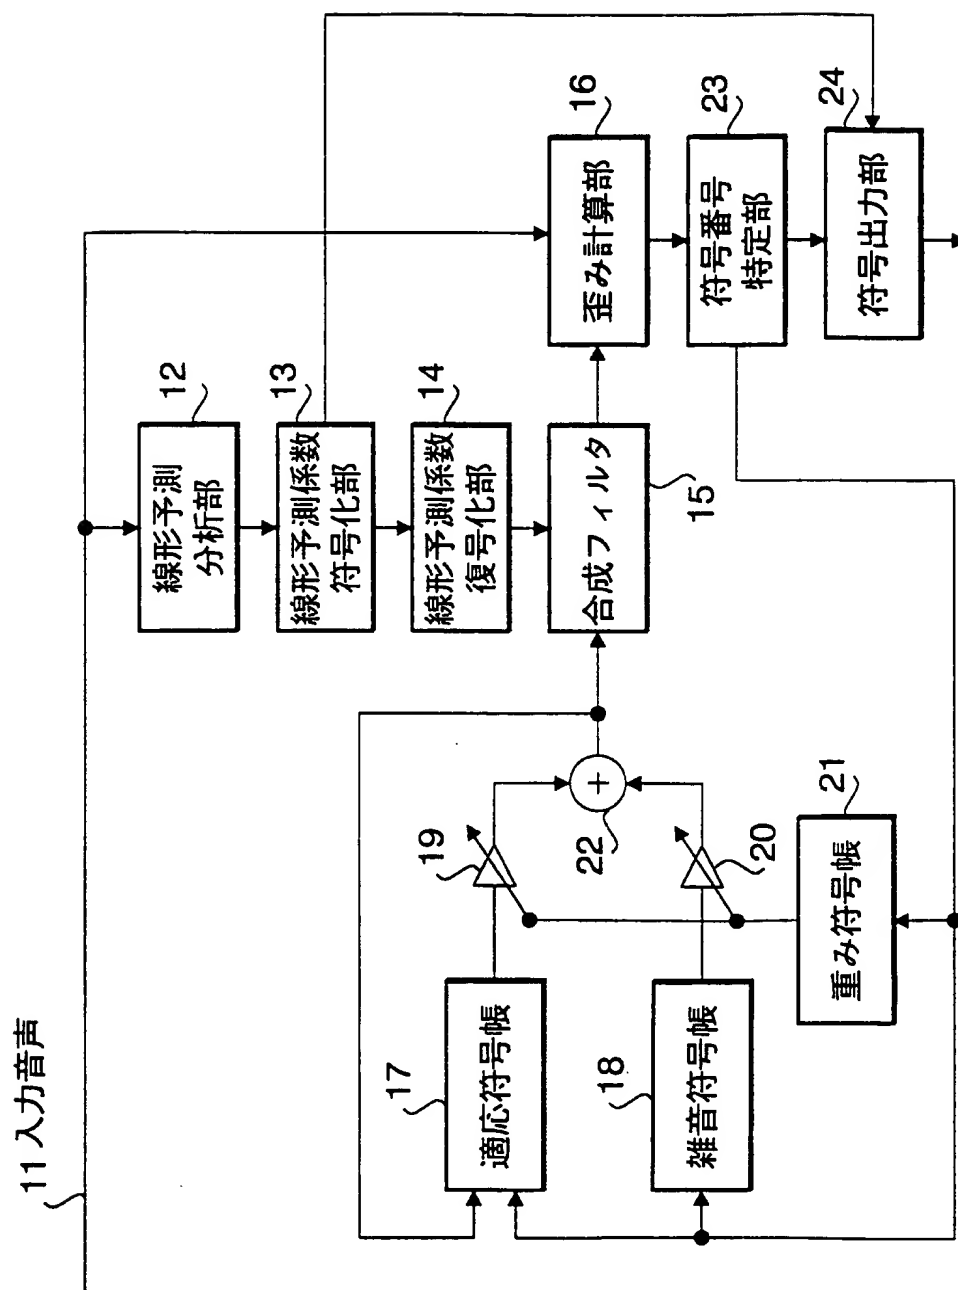 11 入力音声
12
線形予測
分析部
13
線形予測係数
符号化部
14
線形予測係数
復号化部
合成フィルタ
15
16
歪み計算部
23
符号番号
特定部
24
符号出力部
17
適応符号帳
18
雑音符号帳
19
20
+
22
21
重み符号帳